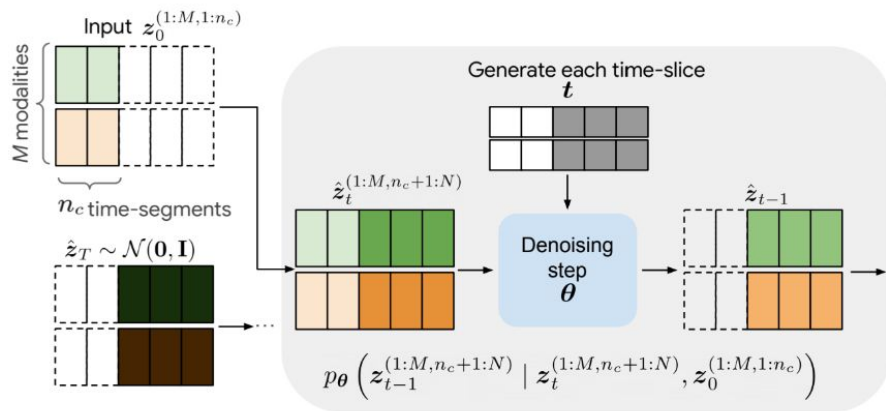 Input $z_0^{(1:M,1:n_c)}$
M modalities
$n_c$ time-segments
$\hat{z}_T \sim \mathcal{N}(\mathbf{0}, \mathbf{I})$
...
Generate each time-slice
$t$
$\hat{z}_t^{(1:M,n_c+1:N)}$
Denoising
step
$\theta$
$\hat{z}_{t-1}$
$p_\theta \left( z_{t-1}^{(1:M,n_c+1:N)} \mid z_t^{(1:M,n_c+1:N)}, z_0^{(1:M,1:n_c)} \right)$